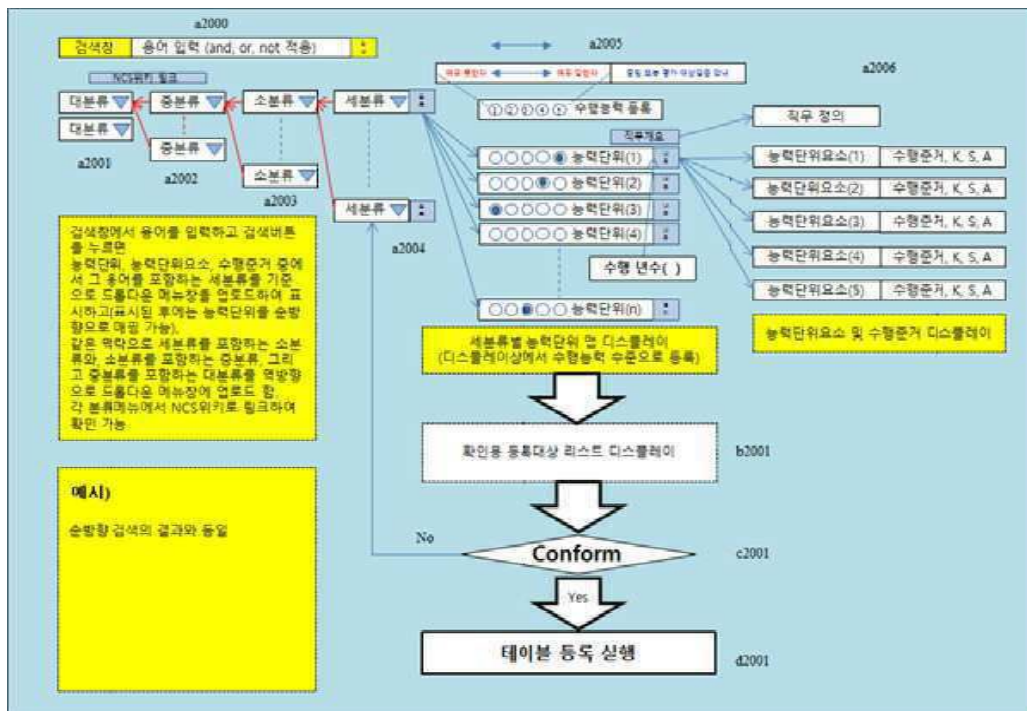 a2000
검색창 용어 입력 (and, or, not 적용)
a2005
NCS위키 링크
a2006
대분류 중분류 소분류 세분류
①②③④⑤ 수행능력 등록
직무 정의
대분류
직무개요
a2001
중분류
a2002
소분류
a2003
세분류
a2004
능력단위(1)
능력단위(2)
능력단위(3)
능력단위(4)
수행 년수( )
능력단위(n)
능력단위요소(1) 수행준거, K, S, A
능력단위요소(2) 수행준거, K, S, A
능력단위요소(3) 수행준거, K, S, A
능력단위요소(4) 수행준거, K, S, A
능력단위요소(5) 수행준거, K, S, A
검색창에서 용어를 입력하고 검색버튼
을 누르면
능력단위, 능력단위요소, 수행준거 중에
서 그 용어를 포함하는 세분류를 기준
으로 드롭다운 메뉴창을 업로드하여 표
시하고(표시된 후에는 능력단위를 순방
향으로 매핑 가능),
같은 맥락으로 세분류를 포함하는 소분
류와, 소분류를 포함하는 중분류, 그리
고 중분류를 포함하는 대분류를 역방향
으로 드롭다운 메뉴창에 업로드 함.
각 분류메뉴에서 NCS위키로 링크하여
확인 가능
세분류별 능력단위 맵 디스플레이
(디스플레이상에서 수행능력 수준으로 등록)
능력단위요소 및 수행준거 디스플레이
확인용 등록대상 리스트 디스플레이
b2001
예시)
순방향 검색의 결과와 동일
No
Conform
c2001
Yes
테이블 등록 실행
d2001